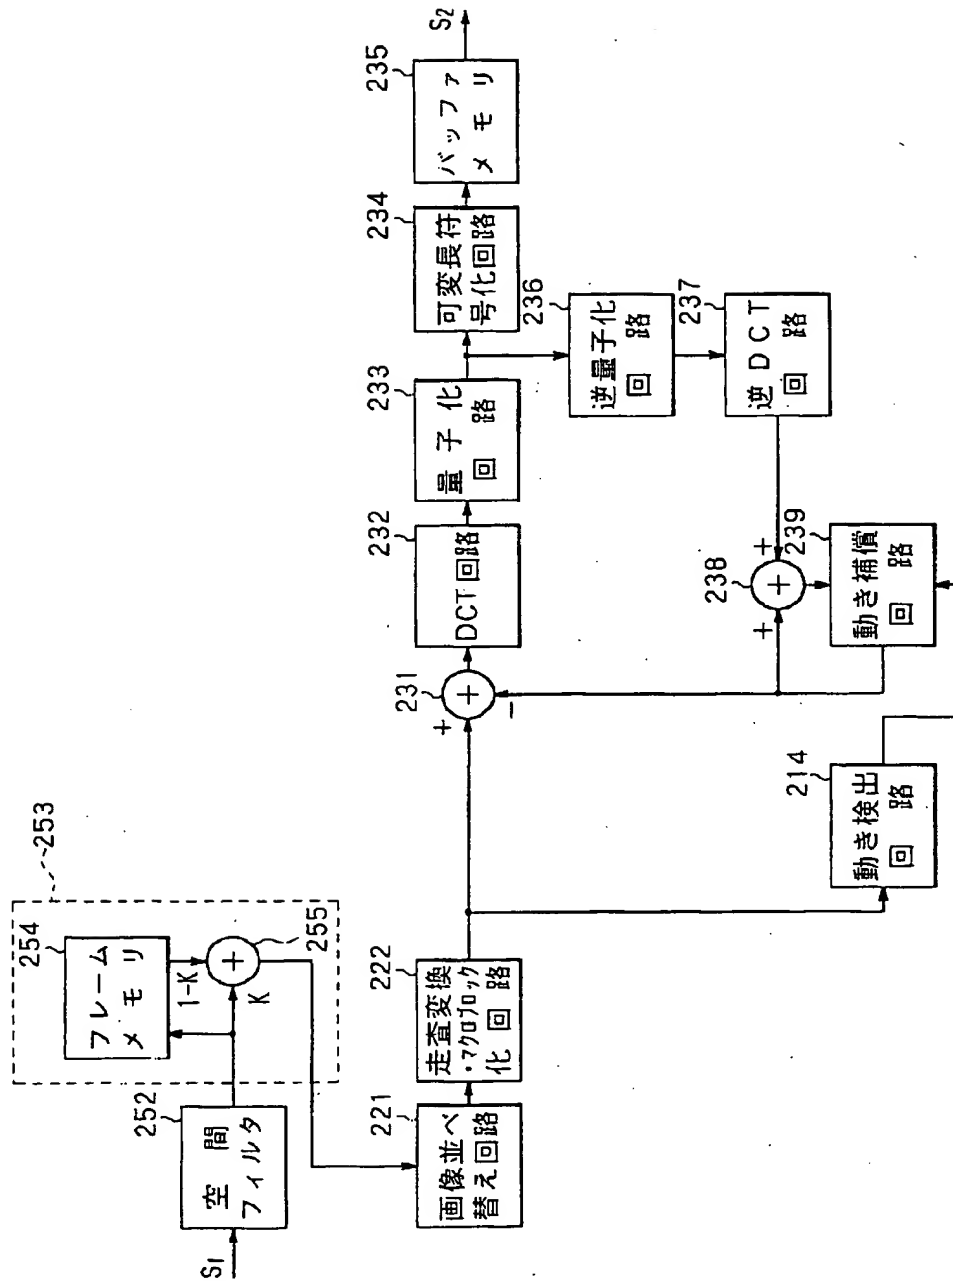 S1
252
空間
フィルタ
253
254
フレーム
メモリ
1-K
K
+
255
221
画像並べ
替え回路
222
走査変換
・マクロブロック
化回路
214
動き検出
回路
231
+
+
-
232
DCT回路
233
量子化
回路
234
可変長符
号化回路
235
バッファ
メモリ
S2
236
逆量子化
回路
237
逆DCT
回路
238
+
+
+
239
動き補償
回路